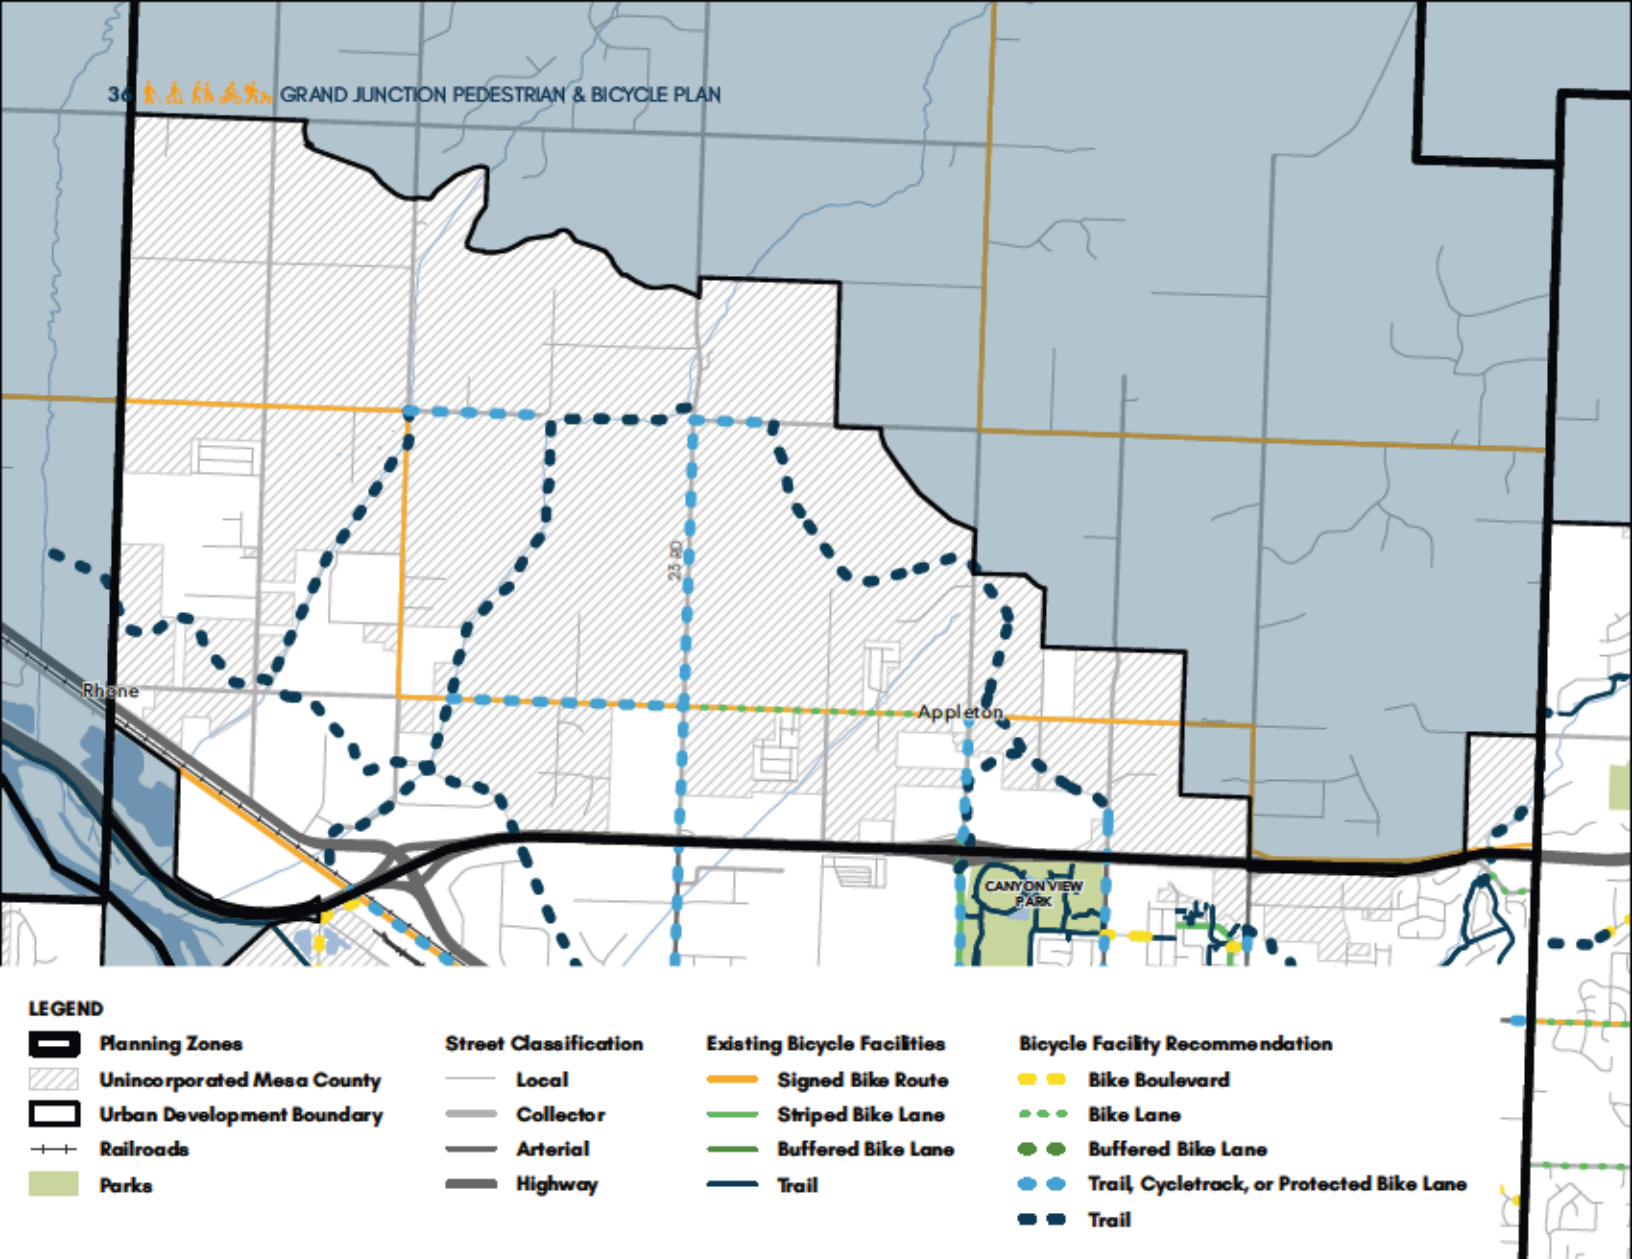 36 GRAND JUNCTION PEDESTRIAN & BICYCLE PLAN
23 RD
Rhone
Appleton
CANYON VIEW
PARK
LEGEND
Planning Zones
Unincorporated Mesa County
Urban Development Boundary
Railroads
Parks
Street Classification
Local
Collector
Arterial
Highway
Existing Bicycle Facilities
Signed Bike Route
Striped Bike Lane
Buffered Bike Lane
Trail
Bicycle Facility Recommendation
Bike Boulevard
Bike Lane
Buffered Bike Lane
Trail, Cycletrack, or Protected Bike Lane
Trail